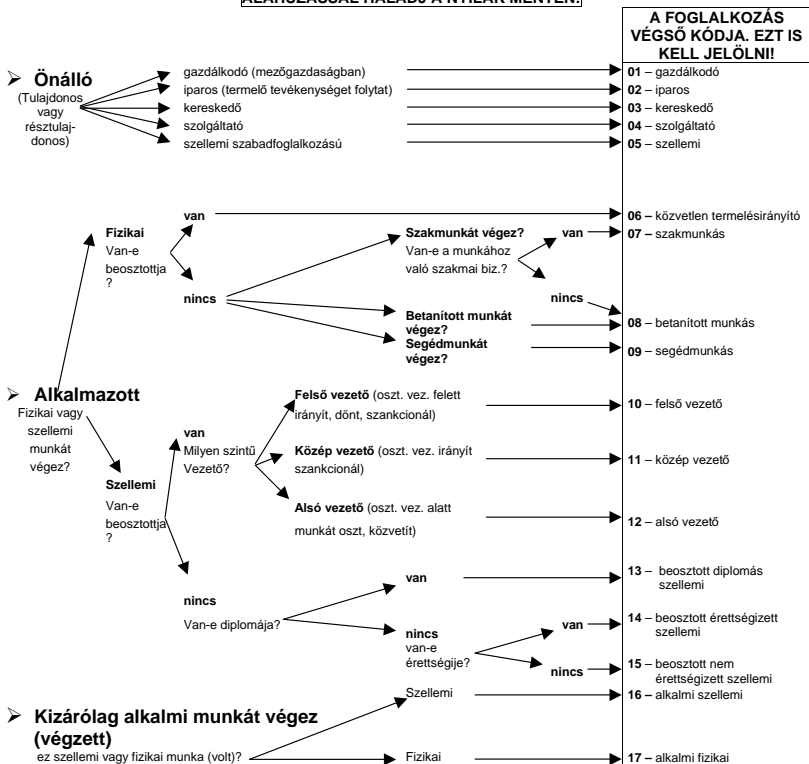 ALÁHÚZÁSSAL HALADJ A NYILAK MENTÉN!
A FOGLALKOZÁS
VÉGSŐ KÓDJA. EZT IS
KELL JELÖLNI!
Önálló
(Tulajdonos
vagy
résztulaj-
donos)
gazdálkodó (mezőgazdaságban)
01 – gazdálkodó
iparos (termelő tevékenységet folytat)
02 – iparos
kereskedő
03 – kereskedő
szolgáltató
04 – szolgáltató
szellemi szabadfoglalkozású
05 – szellemi
Alkalmazott
Fizikai vagy
szellemi
munkát
végez?
Fizikai
Van-e
beosztottja
?
van
06 – közvetlen termelésirányító
nincs
Szakmunkát végez?
Van-e a munkához
való szakmai biz.?
van
07 – szakmunkás
nincs
Betanított munkát
végez?
08 – betanított munkás
Segédmunkát
végez?
09 – segédmunkás
Szellemi
Van-e
beosztottja
?
van
Milyen szintű
Vezető?
Felső vezető (oszt. vez. felett
irányít, dönt, szankcionál)
10 – felső vezető
Közép vezető (oszt. vez. irányít
szankcionál)
11 – közép vezető
Alsó vezető (oszt. vez. alatt
munkát oszt, közvetít)
12 – alsó vezető
nincs
Van-e diplomája?
van
13 – beosztott diplomás
szellemi
nincs
van-e
érettségije?
van
14 – beosztott érettségizett
szellemi
nincs
15 – beosztott nem
érettségizett szellemi
Kizárólag alkalmi munkát végez
(végzett)
ez szellemi vagy fizikai munka (volt)?
Szellemi
16 – alkalmi szellemi
Fizikai
17 – alkalmi fizikai